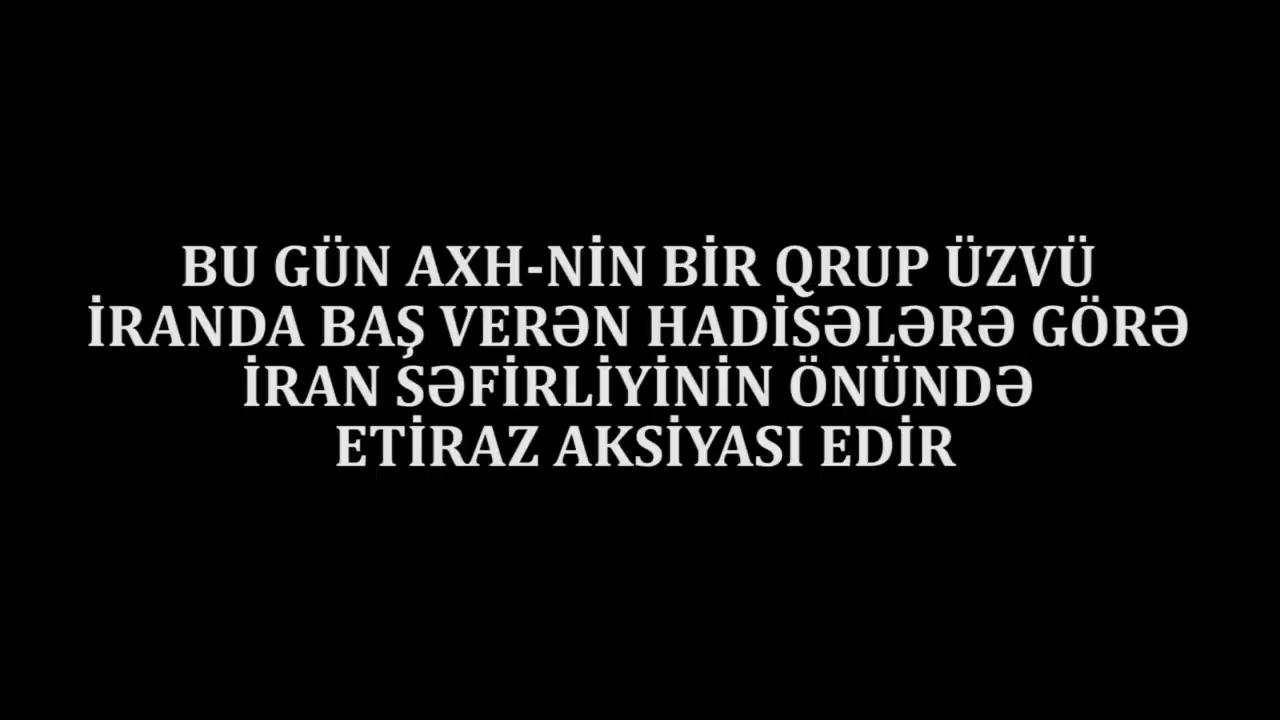 BU GÜN AXH-NİN BİR QRUP ÜZVÜ
İRANDA BAŞ VERƏN HADİSƏLƏRƏ GÖRƏ
İRAN SƏFİRLİYİNİN ÖNÜNDƏ
ETİRAZ AKSİYASI EDİR